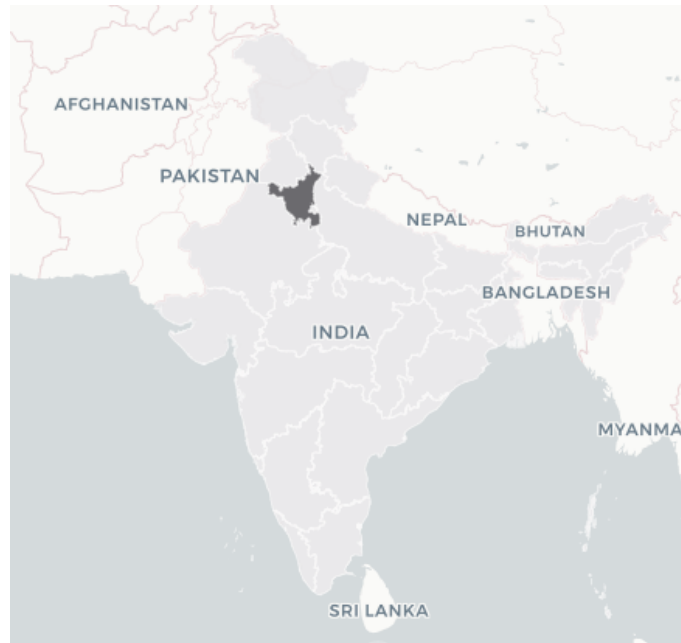 AFGHANISTAN
PAKISTAN
NEPAL
BHUTAN
BANGLADESH
INDIA
MYANMA
SRI LANKA